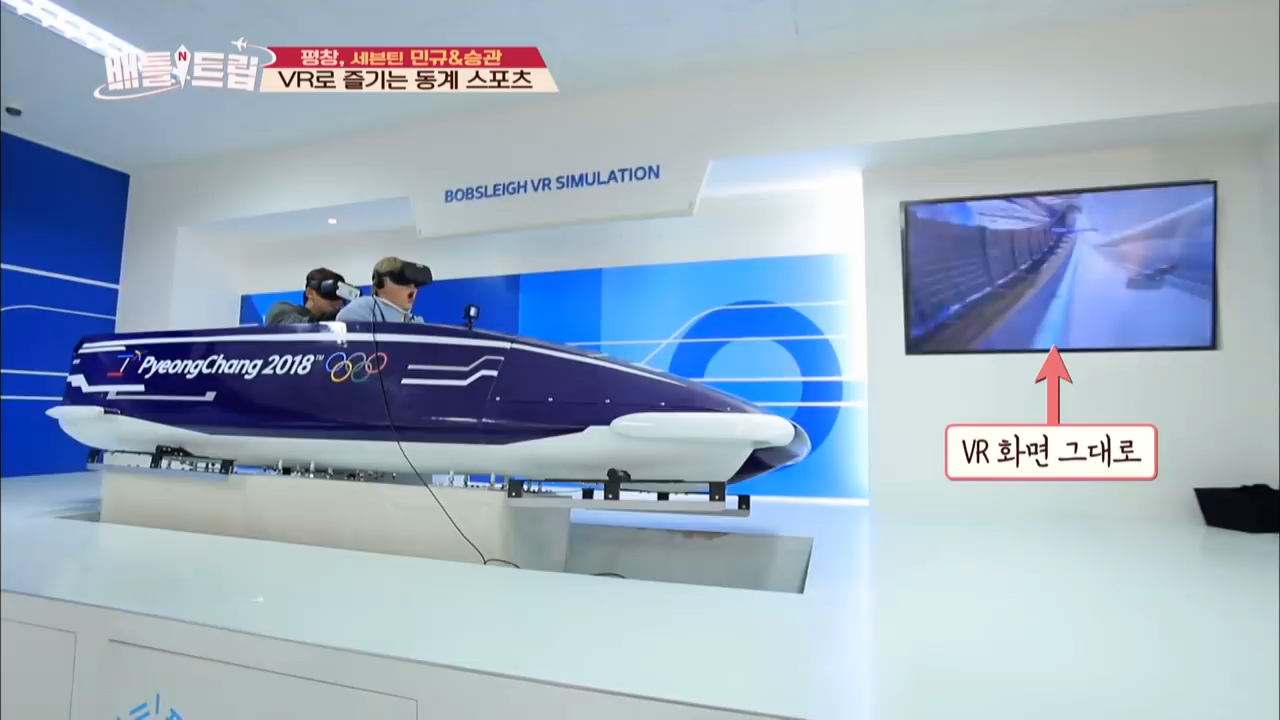 배틀트립
평창, 세븐틴 민규&승관
VR로 즐기는 동계 스포츠
BOBSLEIGH VR SIMULATION
PyeongChang 2018™
VR 화면 그대로